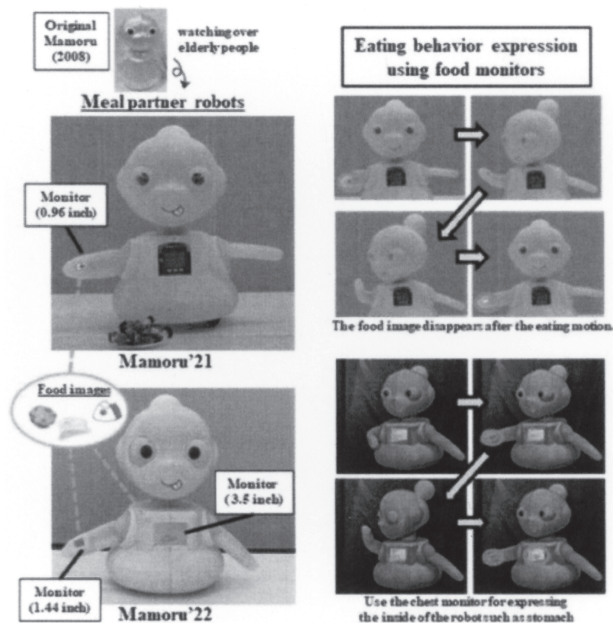 Original
Mamoru
(2008)
watching over
elderly people
Meal partner robots
Monitor
(0.96 inch)
Mamoru'21
Food images
Monitor
(3.5 inch)
Monitor
(1.44 inch)
Mamoru'22
Eating behavior expression
using food monitors
The food image disappears after the eating motion.
Use the chest monitor for expressing
the inside of the robot such as stomach